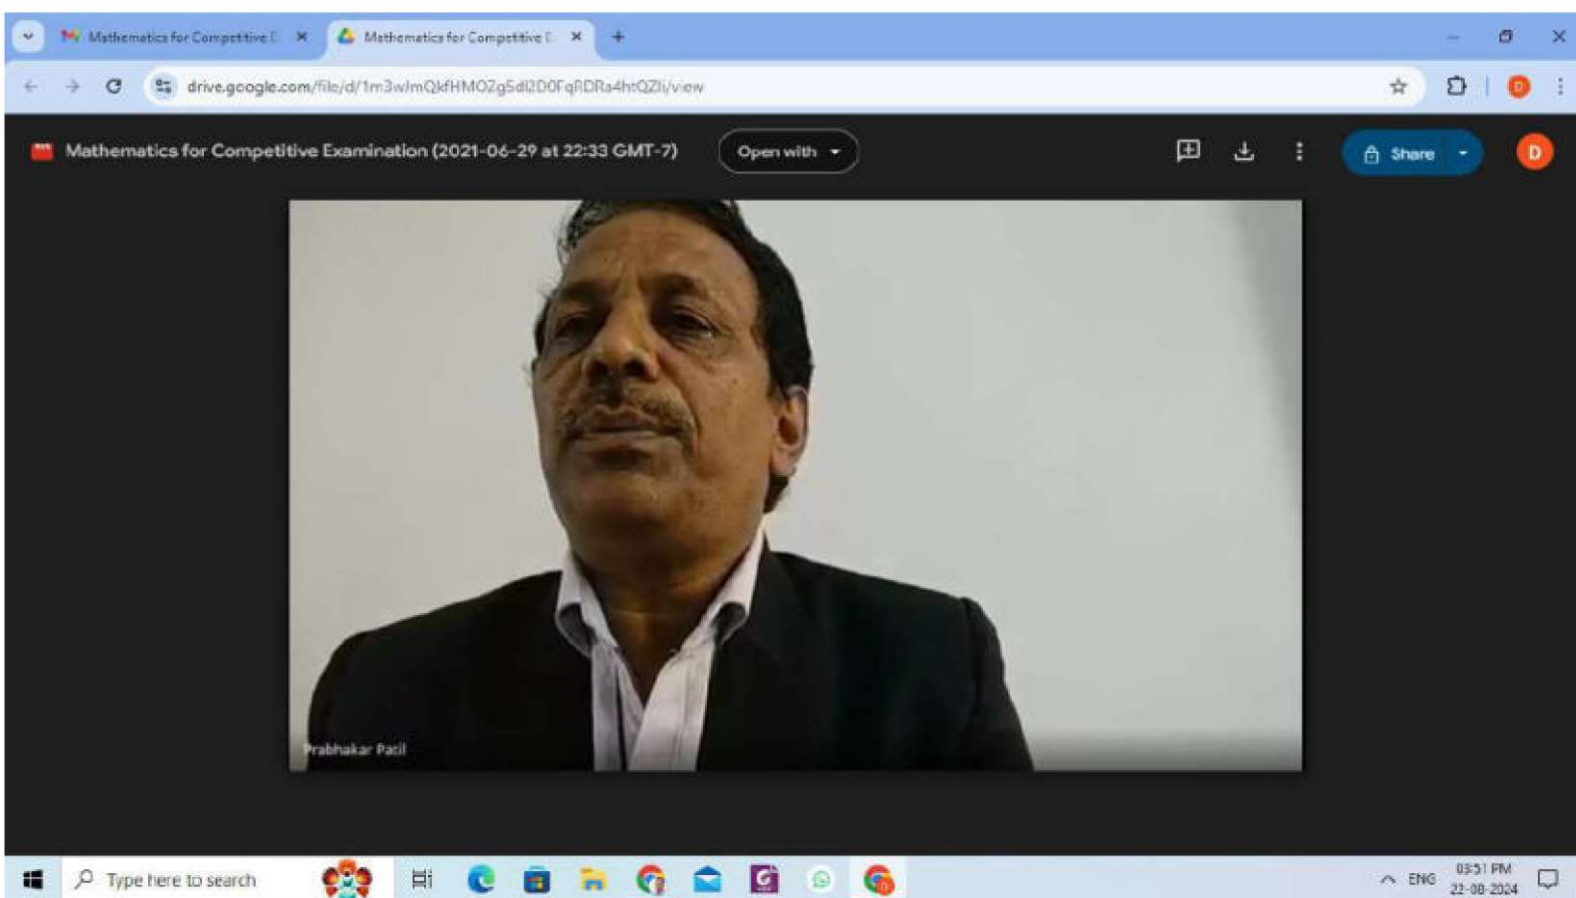 Mathematics for Competitive E
Mathematics for Competitive E
drive.google.com/file/d/
Mathematics for Competitive Examination (2021-06-29 at 22:33 GMT-7)
Open with
Share
D
Prabhakar Patil
Type here to search
ENG
03:51 PM
22-08-2024